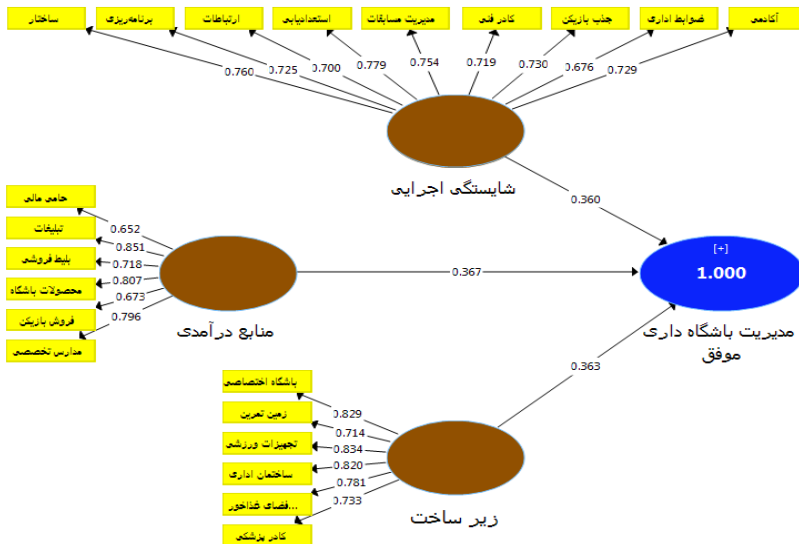 ساختار
برنامه‌ریزی
ارتباطات
استعدادیابی
مدیریت مسابقات
کادر فنی
جذب بازیکن
ضوابط اداری
آکادمی
0.760
0.725
0.700
0.779
0.754
0.719
0.730
0.676
0.729
شایستگی اجرایی
0.360
حامی مالی
تبلیغات
بلیط فروشی
محصولات باشگاه
فروش بازیکن
مدارس تخصصی
0.652
0.851
0.718
0.807
0.673
0.796
منابع درآمدی
0.367
[+]
1.000
مدیریت باشگاه داری
موفق
0.363
باشگاه اختصاصی
زمین تمرین
تجهیزات ورزشی
ساختمان اداری
فضای غذاخور...
کادر پزشکی
0.829
0.714
0.834
0.820
0.781
0.733
زیر ساخت